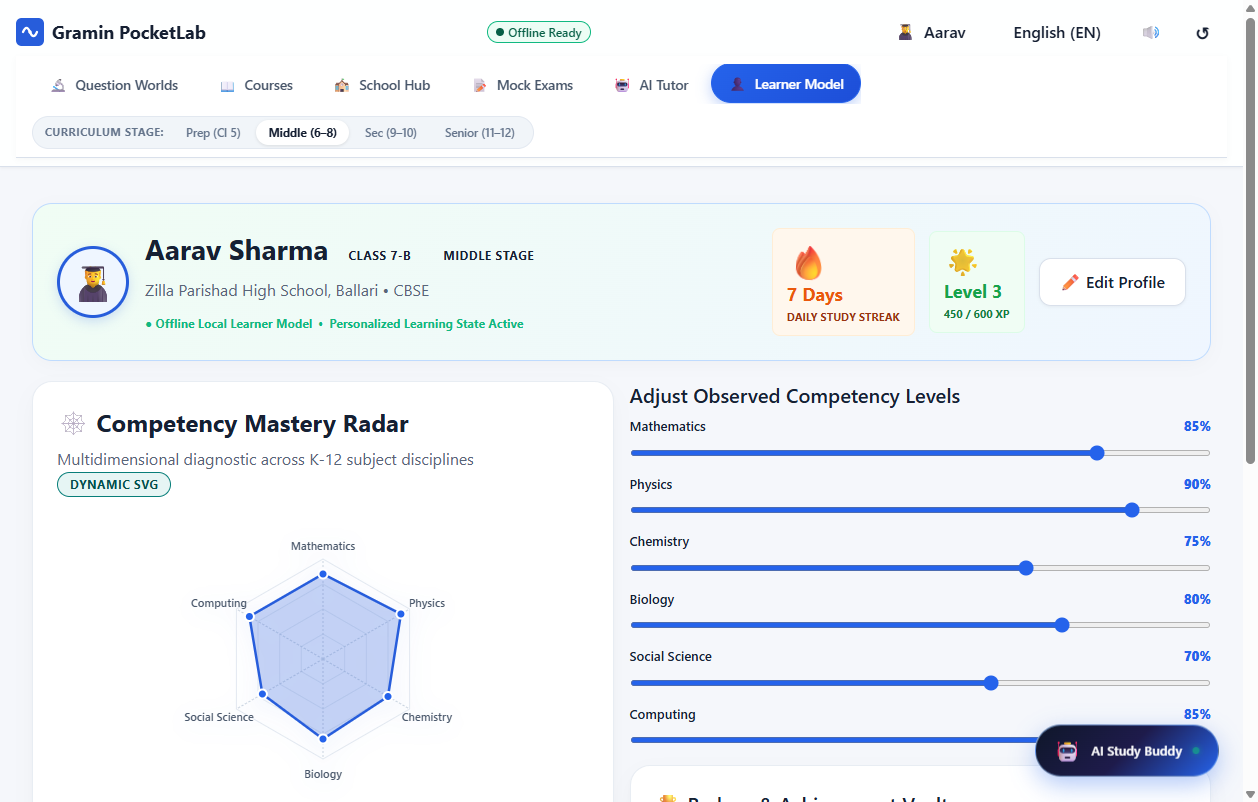 Gramin PocketLab
Offline Ready
Aarav
English (EN)
Question Worlds
Courses
School Hub
Mock Exams
AI Tutor
Learner Model
CURRICULUM STAGE:
Prep (Cl 5)
Middle (6–8)
Sec (9–10)
Senior (11–12)
Aarav Sharma
CLASS 7-B
MIDDLE STAGE
Zilla Parishad High School, Ballari • CBSE
● Offline Local Learner Model • Personalized Learning State Active
7 Days
DAILY STUDY STREAK
Level 3
450 / 600 XP
Edit Profile
Competency Mastery Radar
Multidimensional diagnostic across K-12 subject disciplines
DYNAMIC SVG
Mathematics
Computing
Physics
Social Science
Chemistry
Biology
Adjust Observed Competency Levels
Mathematics 85%
Physics 90%
Chemistry 75%
Biology 80%
Social Science 70%
Computing 85%
AI Study Buddy